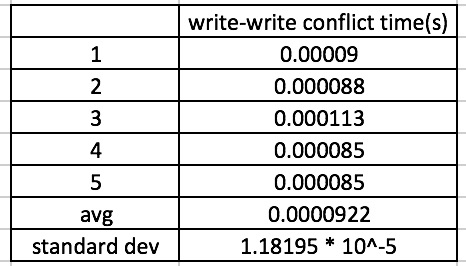 write-write conflict time(s)
1 0.00009
2 0.000088
3 0.000113
4 0.000085
5 0.000085
avg 0.0000922
standard dev 1.18195 * 10^-5